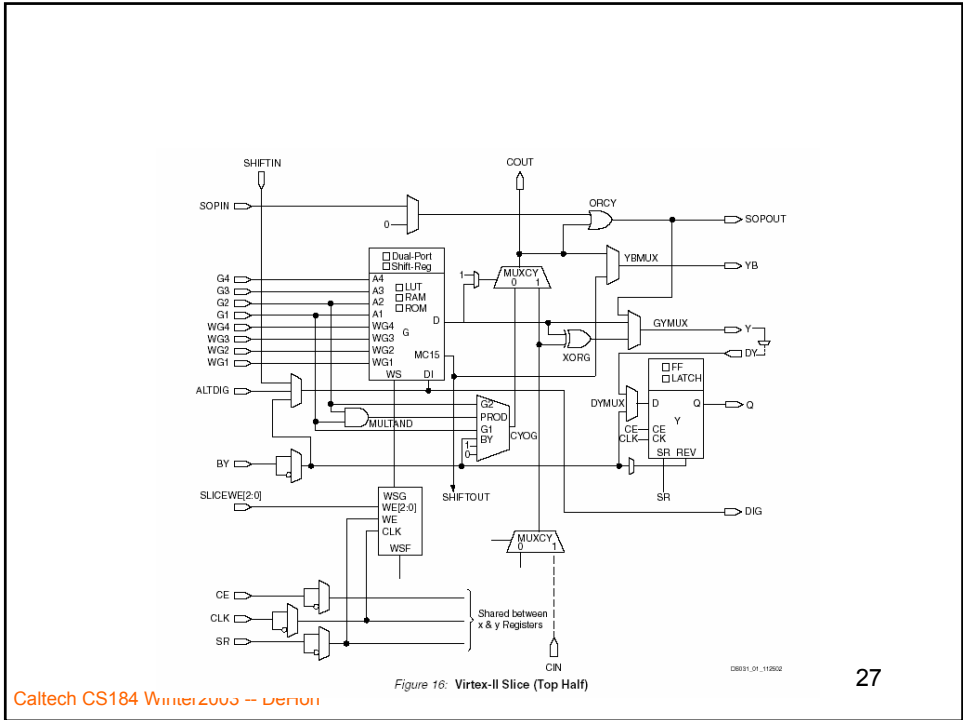 SHIFTIN
COUT
SOPIN
ORCY
0
SOPOUT
Dual-Port
Shift-Reg
YBMUX
YB
MUXCY
1
0 1
G4
G3
G2
G1
WG4
WG3
WG2
WG1
A4
A3
A2
A1
WG4
WG3
WG2
WG1
LUT
RAM
ROM
G
D
MC15
WS DI
GYMUX
Y
XORG
DY
FF
LATCH
ALTDIG
DYMUX
D Q
Q
Y
CE CE
CLK CK
SR REV
SR
G2
PROD
G1
BY
1
0
CYOG
MULTAND
BY
SHIFTOUT
SLICEWE[2:0]
WSG
WE[2:0]
WE
CLK
WSF
DIG
MUXCY
0 1
CE
CLK
SR
Shared between
x & y Registers
CIN
DS031_01_112502
Figure 16: Virtex-II Slice (Top Half)
27
Caltech CS184 Winter2003 -- DeHon